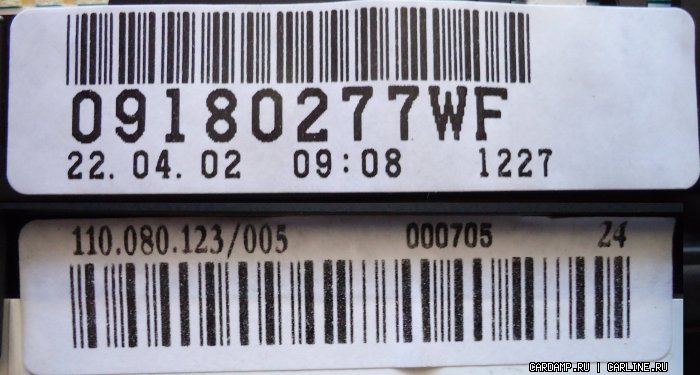 09180277WF
22.04.02 09:08 1227
110.080.123/005 000705 24
CARDAMP.RU | CARLINE.RU